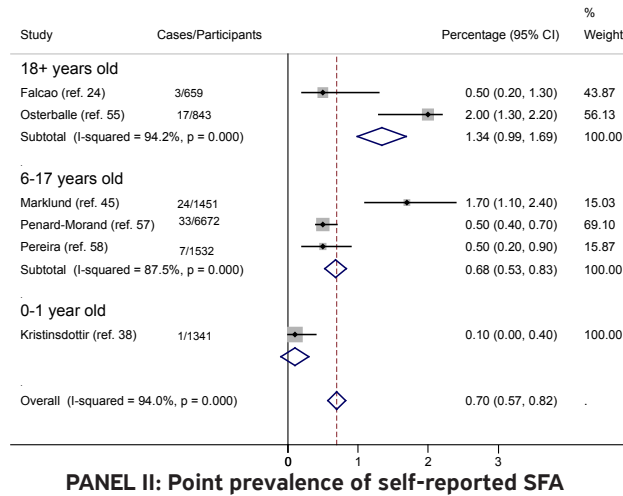 %
Study Cases/Participants Percentage (95% CI) Weight
18+ years old
Falcao (ref. 24) 3/659 0.50 (0.20, 1.30) 43.87
Osterballe (ref. 55) 17/843 2.00 (1.30, 2.20) 56.13
Subtotal (I-squared = 94.2%, p = 0.000) 1.34 (0.99, 1.69) 100.00
.
6-17 years old
Marklund (ref. 45) 24/1451 1.70 (1.10, 2.40) 15.03
Penard-Morand (ref. 57) 33/6672 0.50 (0.40, 0.70) 69.10
Pereira (ref. 58) 7/1532 0.50 (0.20, 0.90) 15.87
Subtotal (I-squared = 87.5%, p = 0.000) 0.68 (0.53, 0.83) 100.00
.
0-1 year old
Kristinsdottir (ref. 38) 1/1341 0.10 (0.00, 0.40) 100.00
.
Overall (I-squared = 94.0%, p = 0.000) 0.70 (0.57, 0.82) .
0 1 2 3
PANEL II: Point prevalence of self-reported SFA